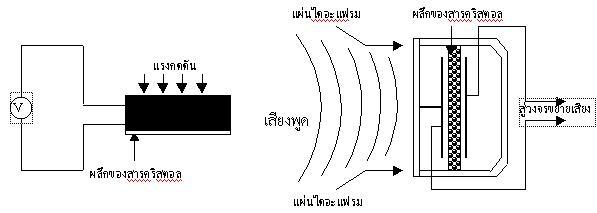 แผ่นไดอะแฟรม
ผลึกของสารคริสตอล
แรงกดดัน
V
เสียงพูด
สู่วงจรขยายเสียง
ผลึกของสารคริสตอล
แผ่นไดอะแฟรม